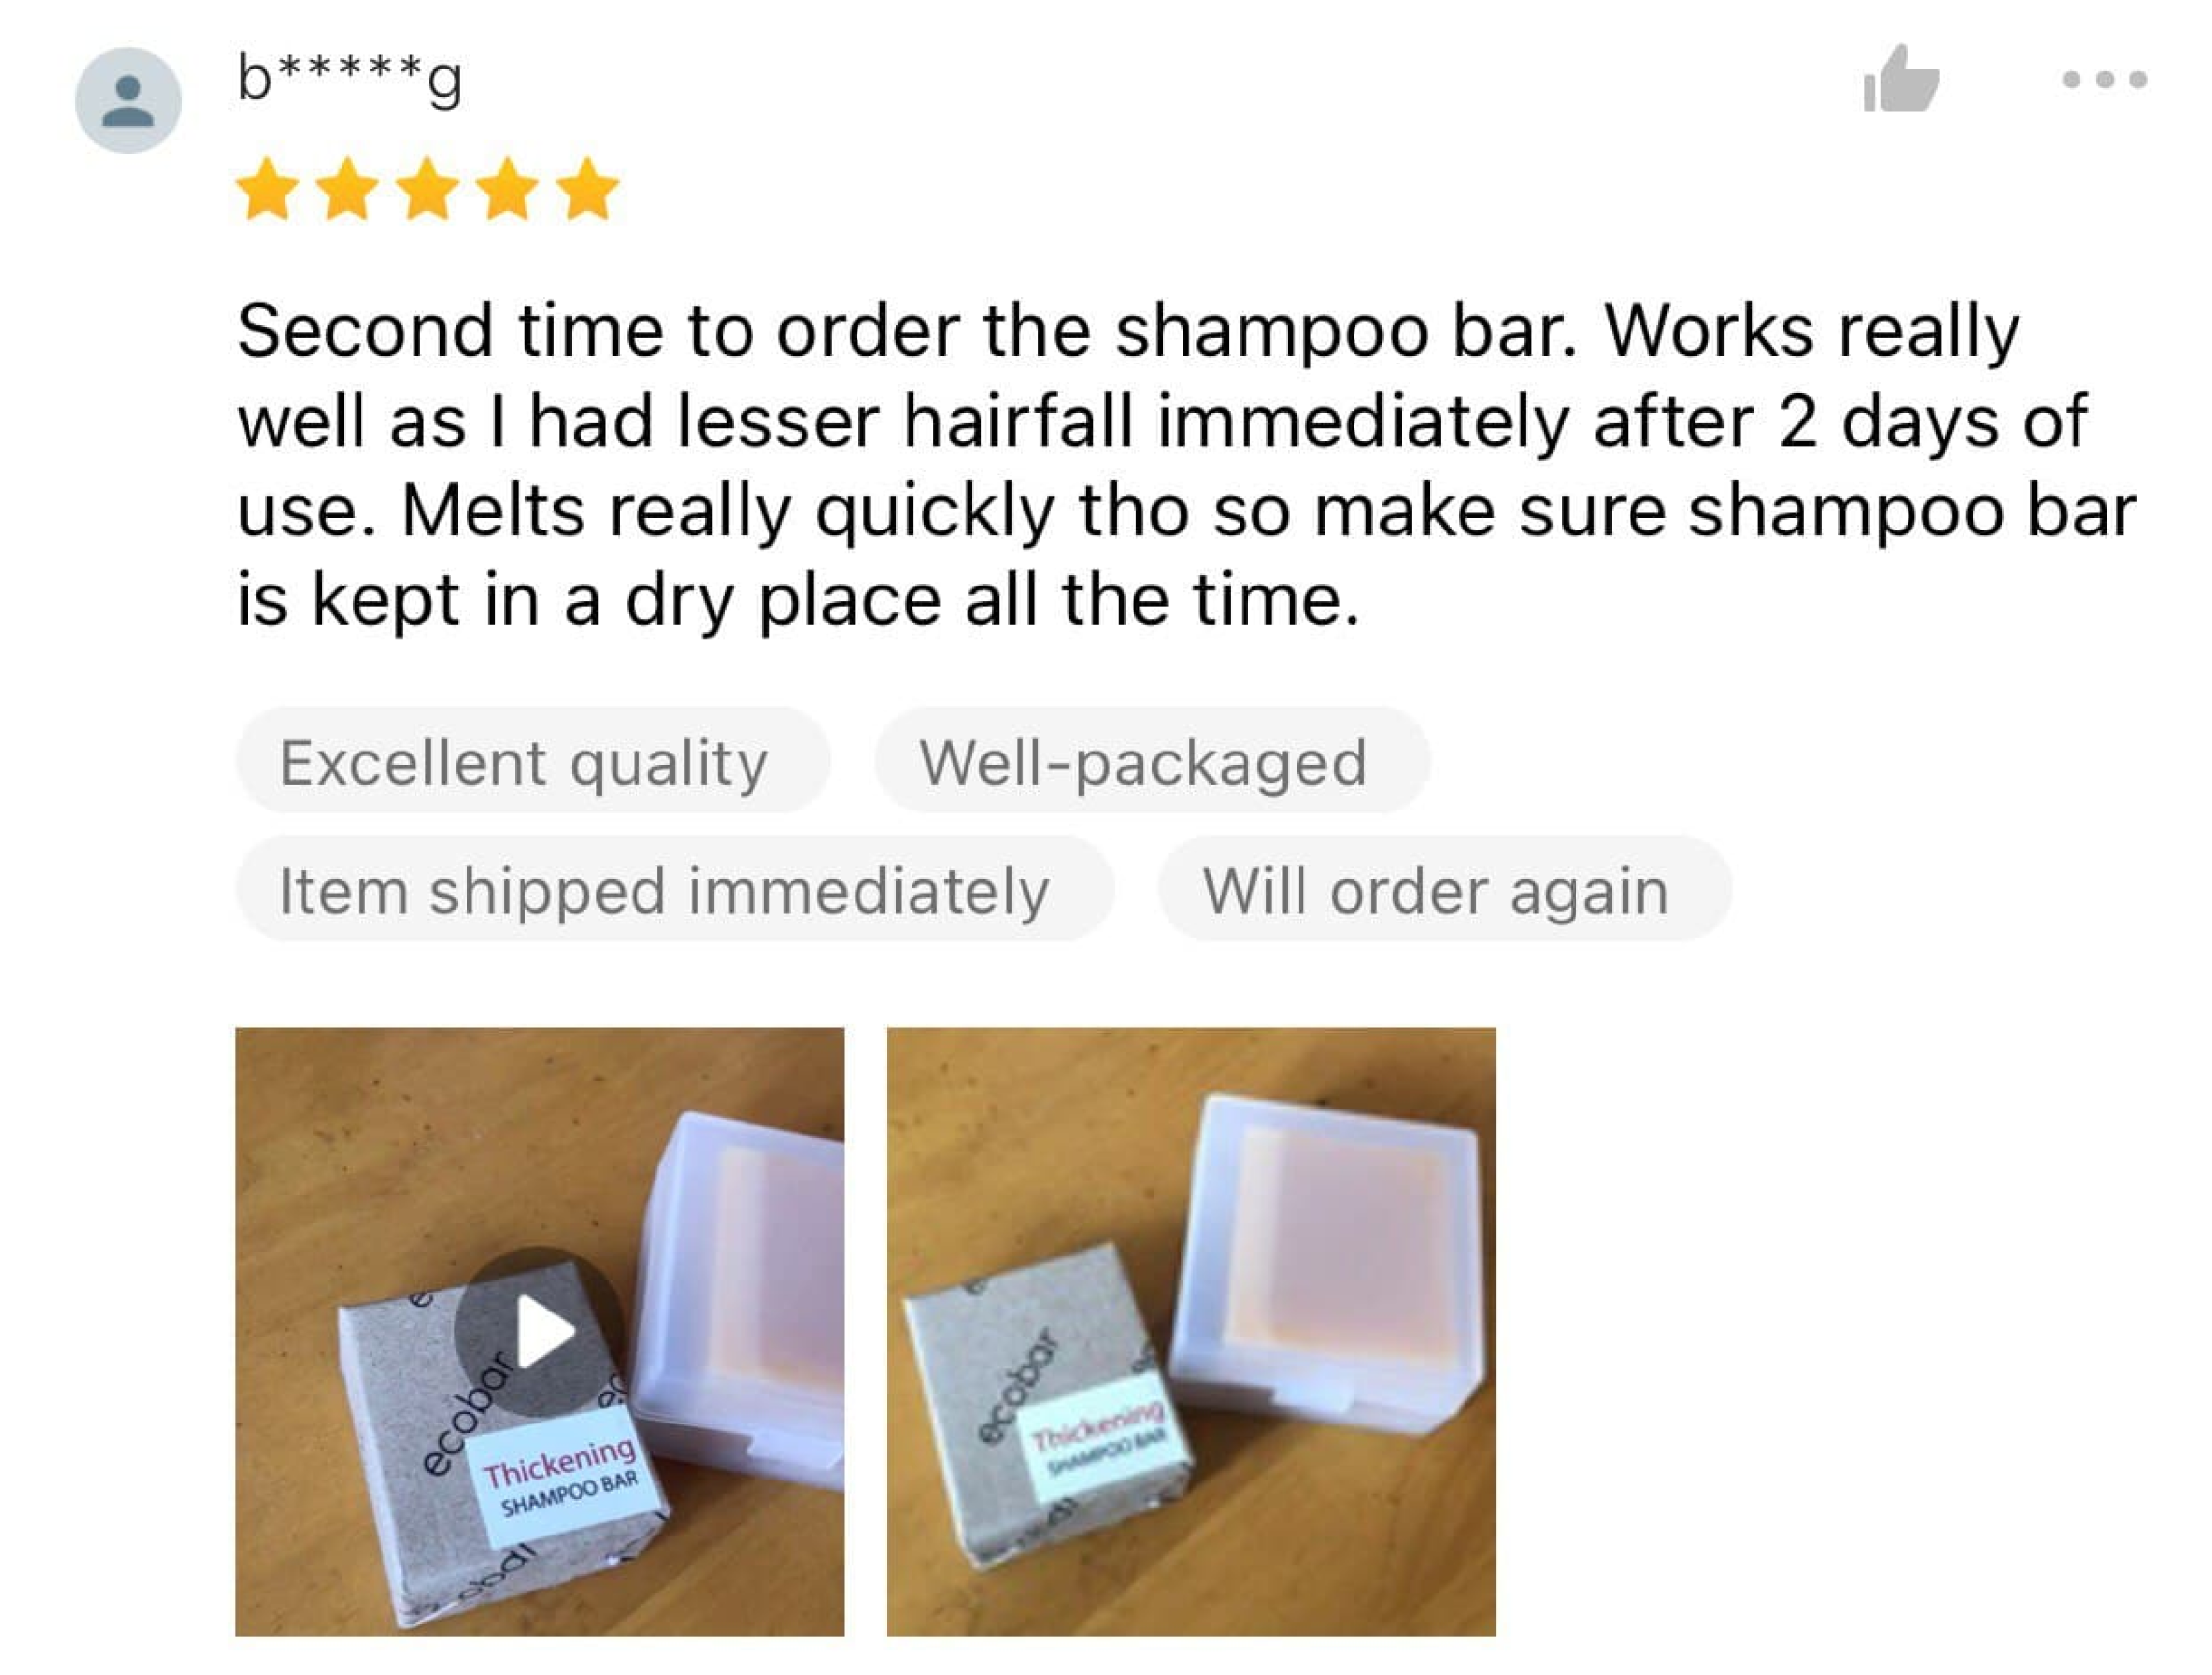 b*****g
Second time to order the shampoo bar. Works really
well as I had lesser hairfall immediately after 2 days of
use. Melts really quickly tho so make sure shampoo bar
is kept in a dry place all the time.
Excellent quality
Well-packaged
Item shipped immediately
Will order again
ecobar
Thickening
SHAMPOO BAR
ecobar
Thickening
SHAMPOO BAR